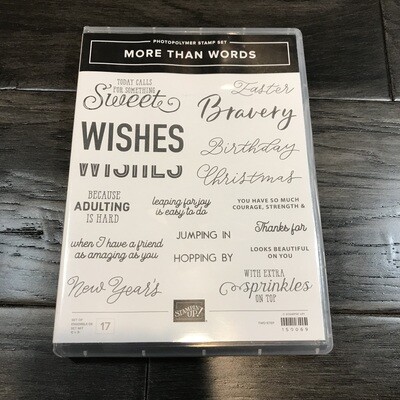 PHOTOPOLYMER STAMP SET
MORE THAN WORDS
TODAY CALLS
FOR SOMETHING
Sweet
Easter
Bravery
WISHES
WISHES
Birthday
Christmas
BECAUSE
ADULTING
IS HARD
leaping for joy
is easy to do
YOU HAVE SO MUCH
COURAGE, STRENGTH &
Thanks for
when I have a friend
as amazing as you
JUMPING IN
HOPPING BY
LOOKS BEAUTIFUL
ON YOU
New Year's
WITH EXTRA
sprinkles
ON TOP
STAMPIN' UP!
17